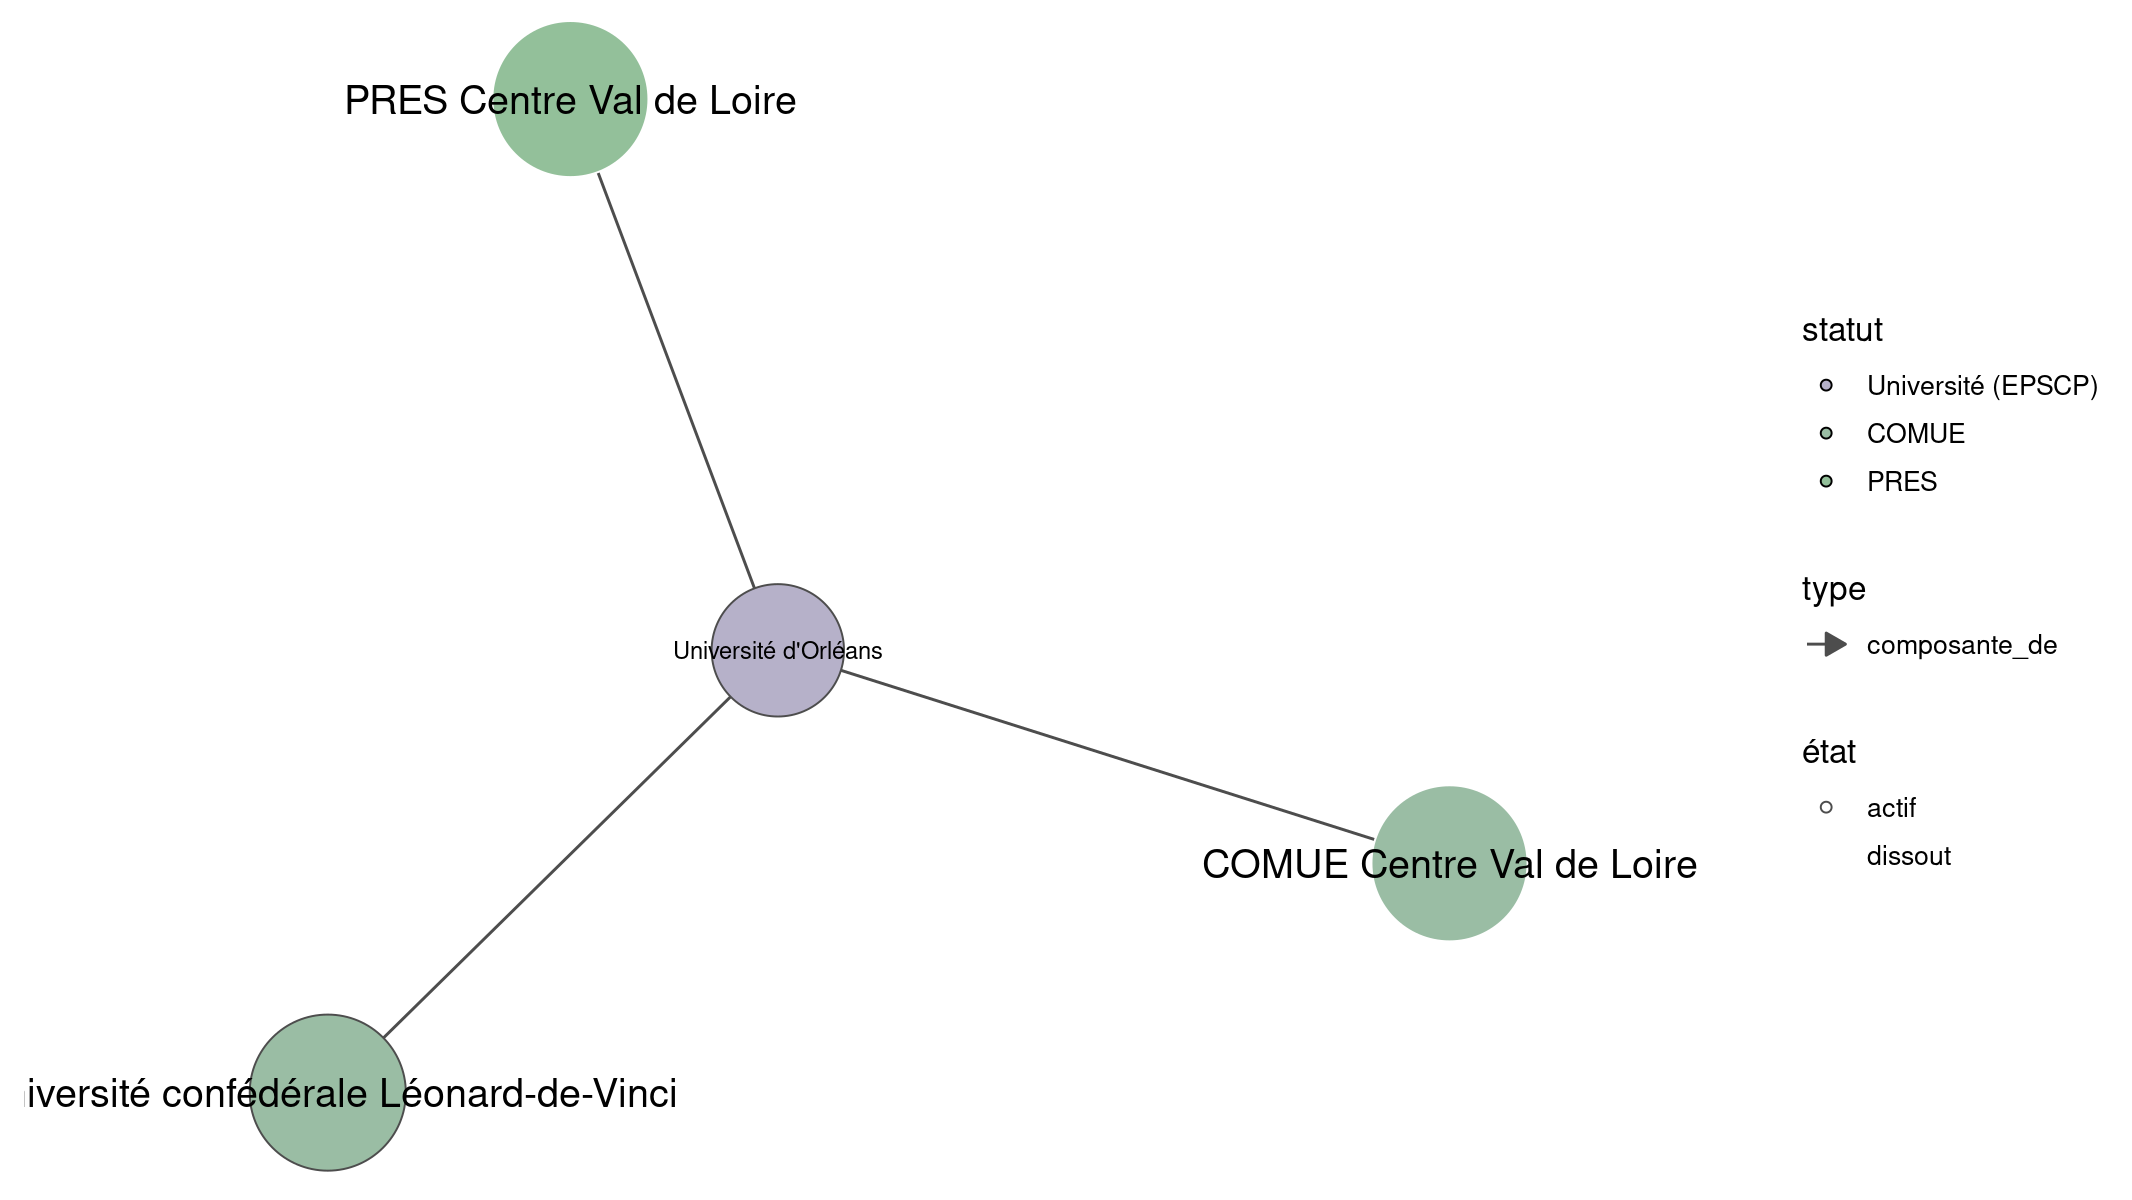 PRES Centre Val de Loire
statut
Université (EPSCP)
COMUE
PRES
type
composante_de
Université d'Orléans
état
actif
dissout
COMUE Centre Val de Loire
iversité confédérale Léonard-de-Vinci